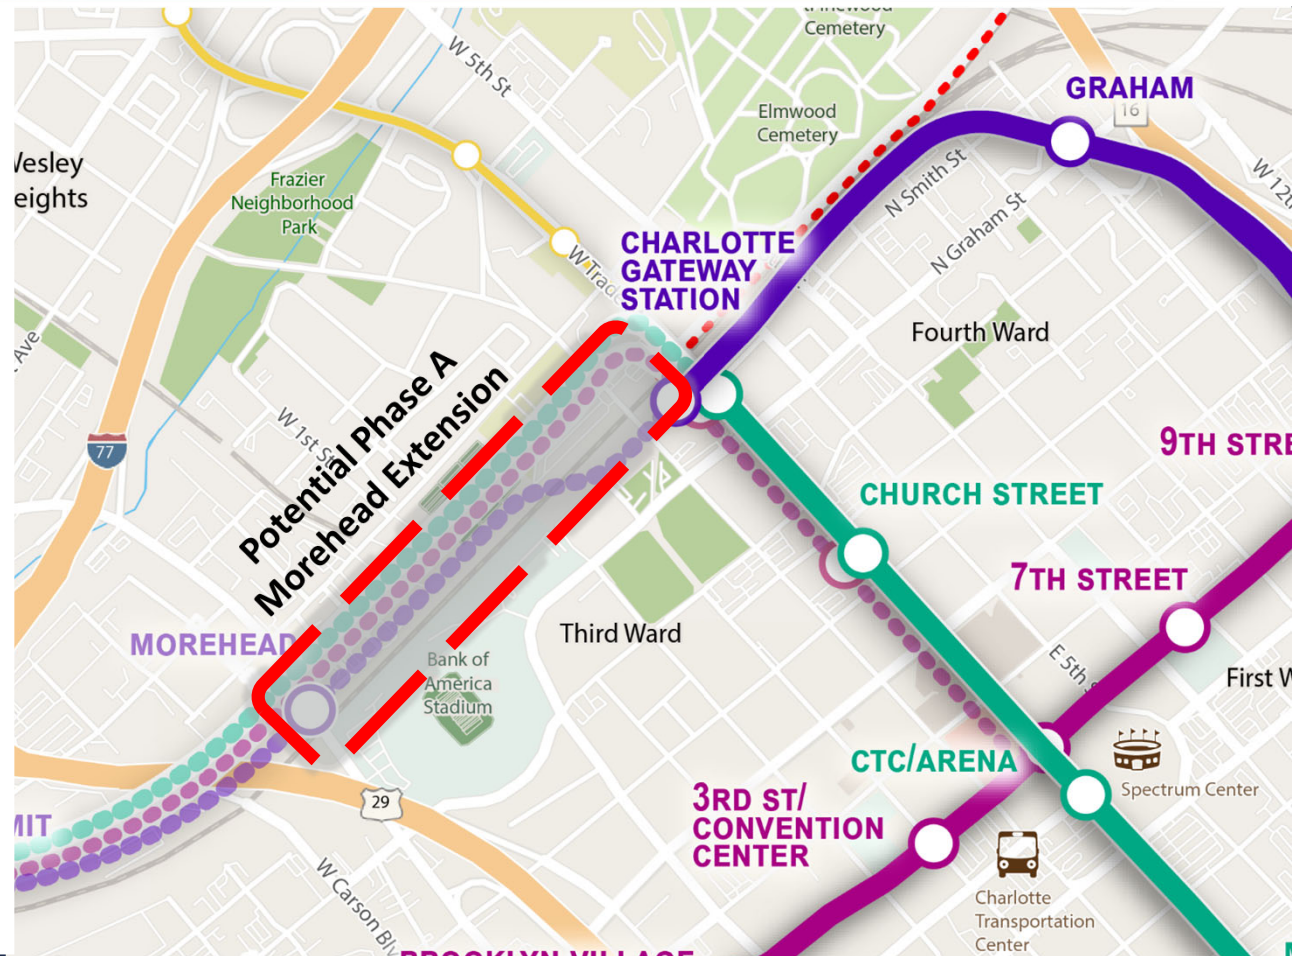 Cemetery
GRAHAM
16
W 5th St
Elmwood
Cemetery
Wesley
Heights
Frazier
Neighborhood
Park
N Smith St
N Graham St
W 12th
CHARLOTTE
GATEWAY
STATION
W Trade
Fourth Ward
Ave
Potential Phase A
Morehead Extension
W 1st St
77
9TH STRE
CHURCH STREET
7TH STREET
Third Ward
MOREHEAD
Bank of
America
Stadium
E 5th S
First W
CTC/ARENA
Spectrum Center
3RD ST/
CONVENTION
CENTER
29
MIT
W Carson Blv
Charlotte
Transportation
Center
BROOKLYN VILLAGE